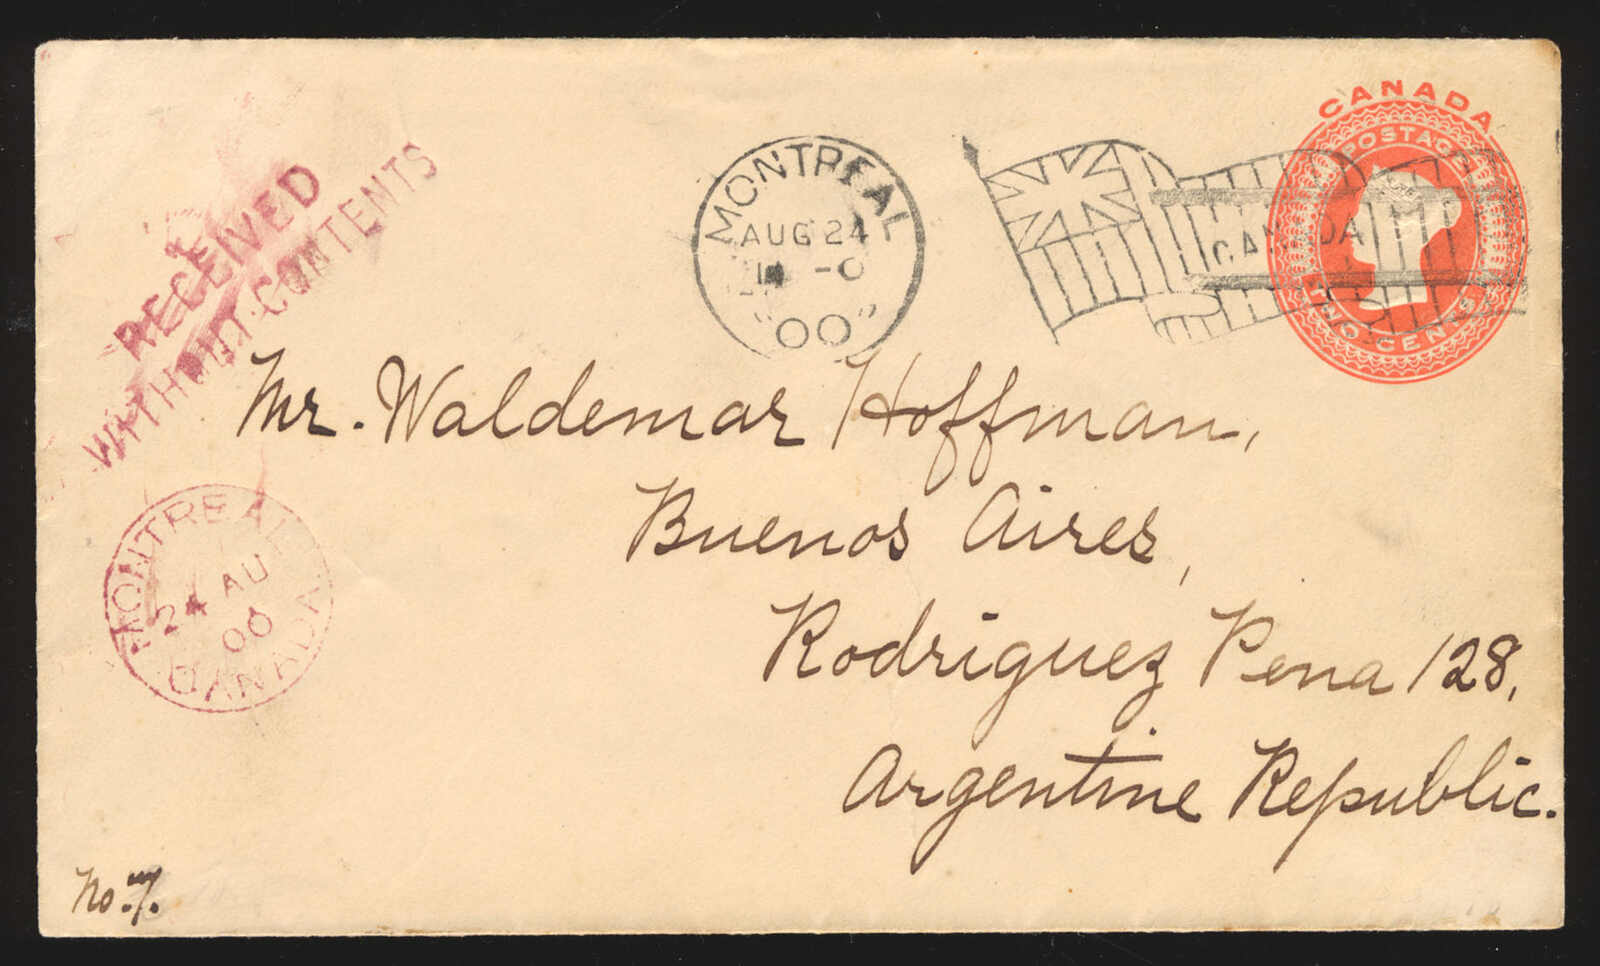 CANADA
POSTAGE
TWO CENTS
MONTREAL
AUG 24
-0
"00"
CANADA
RECEIVED
WITHOUT CONTENTS
Mr. Waldemar Hoffman,
Buenos Aires,
Rodriguez Pena 128,
Argentine Republic.
MONTREAL
24 AU
00
CANADA
No. 7.